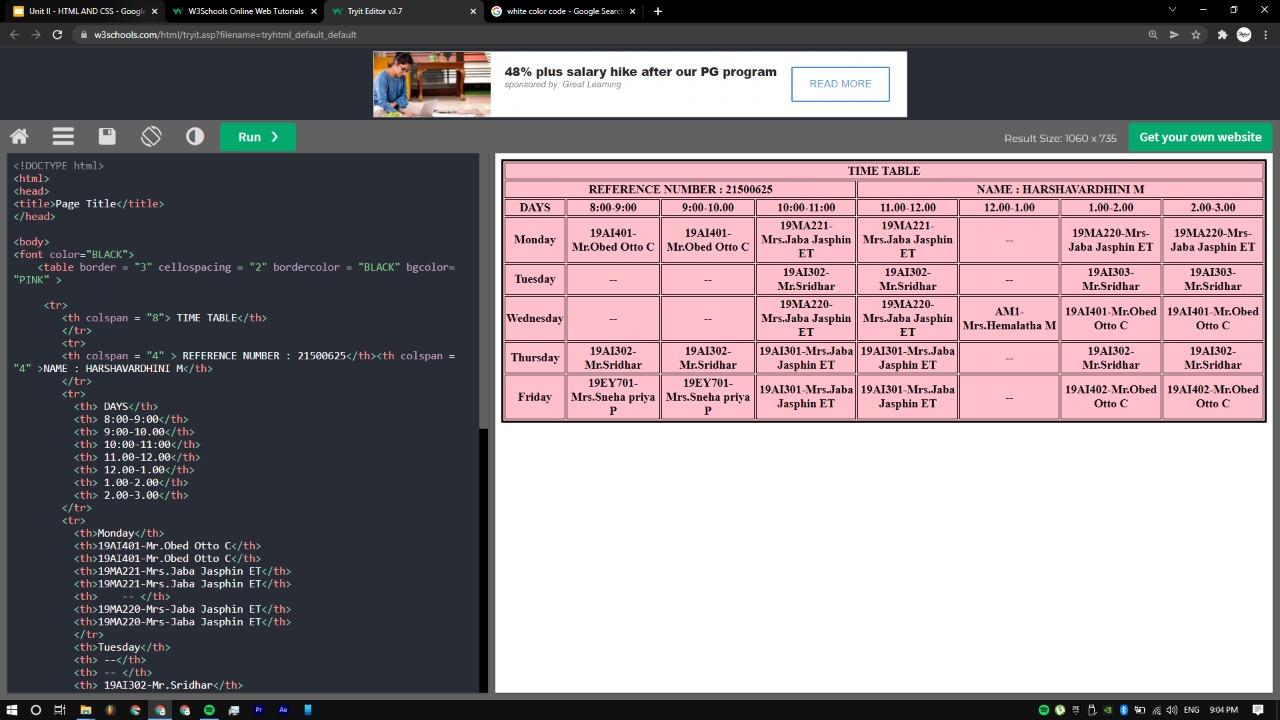 Unit II - HTML AND CSS - Google
W3Schools Online Web Tutorials
Tryit Editor v3.7
white color code - Google Search
w3schools.com/html/tryit.asp?filename=tryhtml_default_default
48% plus salary hike after our PG program
sponsored by: Great Learning
READ MORE
Run ❯
Result Size: 1060 x 735
Get your own website
<!DOCTYPE html>
<html>
<head>
<title>Page Title</title>
</head>
<body>
<font color="BLACK">
<table border = "3" cellospacing = "2" bordercolor = "BLACK" bgcolor=
"PINK" >
<tr>
<th colspan = "8"> TIME TABLE</th>
</tr>
<tr>
<th colspan = "4" > REFERENCE NUMBER : 21500625</th><th colspan =
"4" >NAME : HARSHAVARDHINI M</th>
</tr>
<tr>
<th> DAYS</th>
<th> 8:00-9:00</th>
<th> 9:00-10.00</th>
<th> 10:00-11:00</th>
<th> 11.00-12.00</th>
<th> 12.00-1.00</th>
<th> 1.00-2.00</th>
<th> 2.00-3.00</th>
</tr>
<tr>
<th>Monday</th>
<th>19AI401-Mr.Obed Otto C</th>
<th>19AI401-Mr.Obed Otto C</th>
<th>19MA221-Mrs.Jaba Jasphin ET</th>
<th>19MA221-Mrs.Jaba Jasphin ET</th>
<th> -- </th>
<th>19MA220-Mrs-Jaba Jasphin ET</th>
<th>19MA220-Mrs-Jaba Jasphin ET</th>
</tr>
<th>Tuesday</th>
<th> --</th>
<th> -- </th>
<th> 19AI302-Mr.Sridhar</th>
TIME TABLE
REFERENCE NUMBER : 21500625 NAME : HARSHAVARDHINI M
DAYS 8:00-9:00 9:00-10.00 10:00-11:00 11.00-12.00 12.00-1.00 1.00-2.00 2.00-3.00
19MA221- 19MA221-
19AI401- 19AI401- 19MA220-Mrs- 19MA220-Mrs-
Monday Mrs.Jaba Jasphin Mrs.Jaba Jasphin --
Mr.Obed Otto C Mr.Obed Otto C Jaba Jasphin ET Jaba Jasphin ET
ET ET
19AI302- 19AI302- 19AI303- 19AI303-
Tuesday -- -- --
Mr.Sridhar Mr.Sridhar Mr.Sridhar Mr.Sridhar
19MA220- 19MA220-
AM1- 19AI401-Mr.Obed 19AI401-Mr.Obed
Wednesday -- -- Mrs.Jaba Jasphin Mrs.Jaba Jasphin
Mrs.Hemalatha M Otto C Otto C
ET ET
19AI302- 19AI302- 19AI301-Mrs.Jaba 19AI301-Mrs.Jaba 19AI302- 19AI302-
Thursday --
Mr.Sridhar Mr.Sridhar Jasphin ET Jasphin ET Mr.Sridhar Mr.Sridhar
19EY701- 19EY701-
19AI301-Mrs.Jaba 19AI301-Mrs.Jaba 19AI402-Mr.Obed 19AI402-Mr.Obed
Friday Mrs.Sneha priya Mrs.Sneha priya --
Jasphin ET Jasphin ET Otto C Otto C
P P
Pr Ae
ENG 9:04 PM